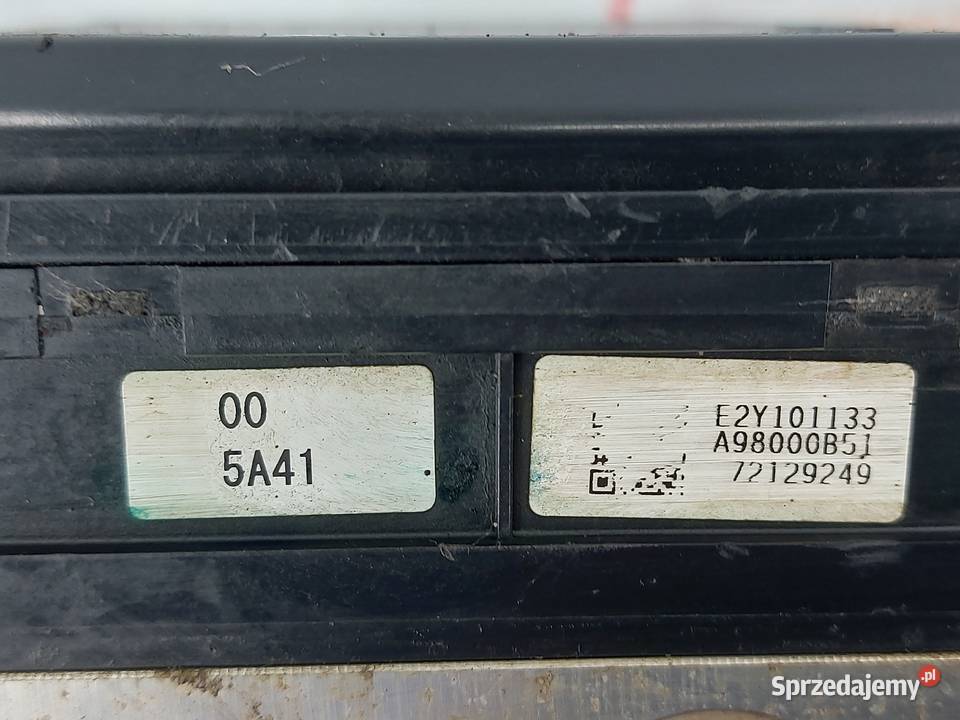 00
5A41
E2Y101133
A98000B51
72129249
Sprzedajemy.pl